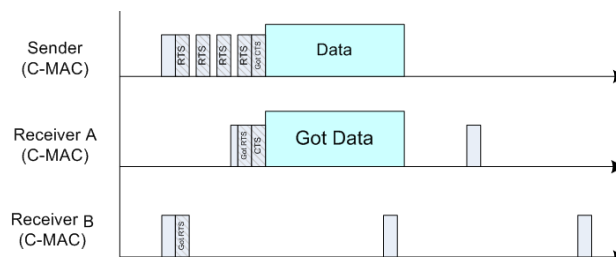 Sender
(C-MAC)
RTS
RTS
RTS
RTS
Got CTS
Data
Receiver A
(C-MAC)
Got RTS
CTS
Got Data
Receiver B
(C-MAC)
Got RTS